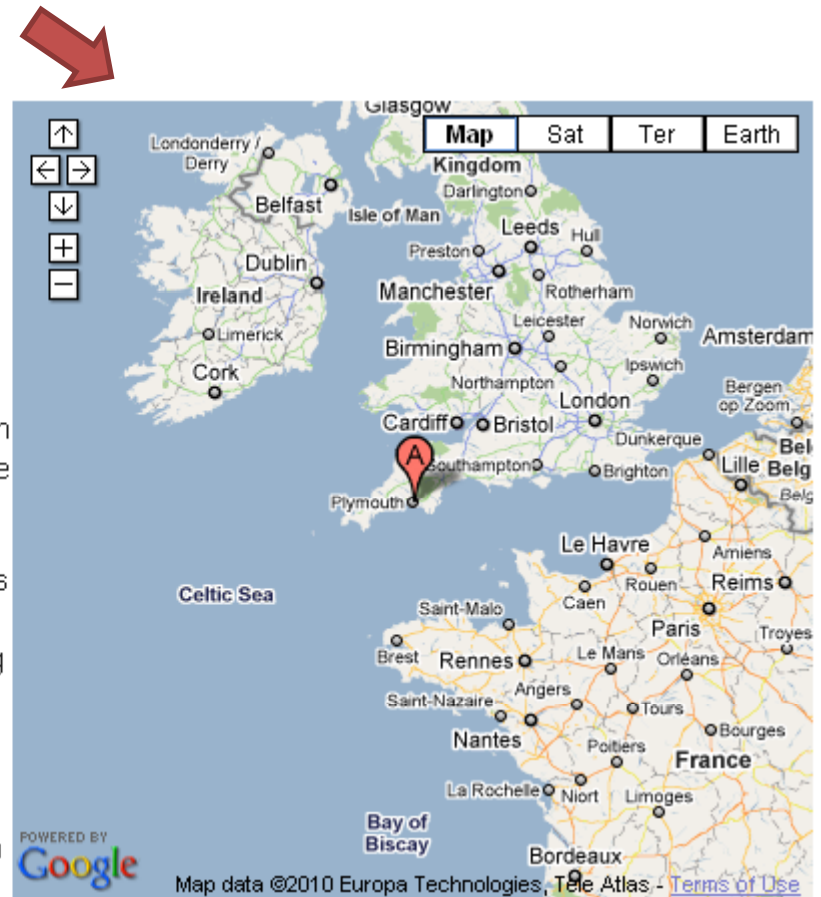 Glasgow
Map Sat Ter Earth
Londonderry /
Derry
Kingdom
Darlington
Belfast
Isle of Man
Leeds
Hull
Preston
Dublin
Manchester
Rotherham
Ireland
Leicester
Norwich
Limerick
Birmingham
Amsterdam
Ipswich
Cork
Northampton
Bergen
op Zoom
London
Cardiff
Bristol
Dunkerque
A
Southampton
Brighton
Lille
Bel
Belg
Belg
Plymouth
Le Havre
Amiens
Rouen
Reims
Celtic Sea
Caen
Saint-Malo
Paris
Troyes
Brest
Rennes
Le Mans
Orléans
Angers
Saint-Nazaire
Tours
Nantes
Bourges
Poitiers
France
La Rochelle
Niort
Limoges
Bay of
Biscay
POWERED BY
Google
Bordeaux
Map data ©2010 Europa Technologies, Tele Atlas - Terms of Use